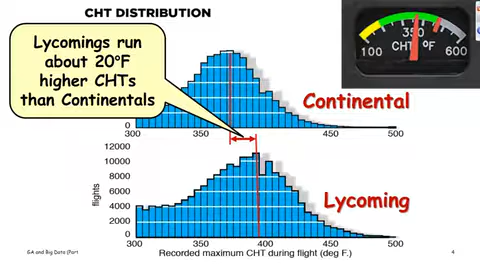 CHT DISTRIBUTION
Lycomings run
about 20°F
higher CHTs
than Continentals
350
100 CHT °F 600
Continental
0
300 350 400 450 500
12000
10000
8000
6000
4000
2000
0
flights
Lycoming
300 350 400 450 500
Recorded maximum CHT during flight (deg F.)
GA and Big Data (Part
4